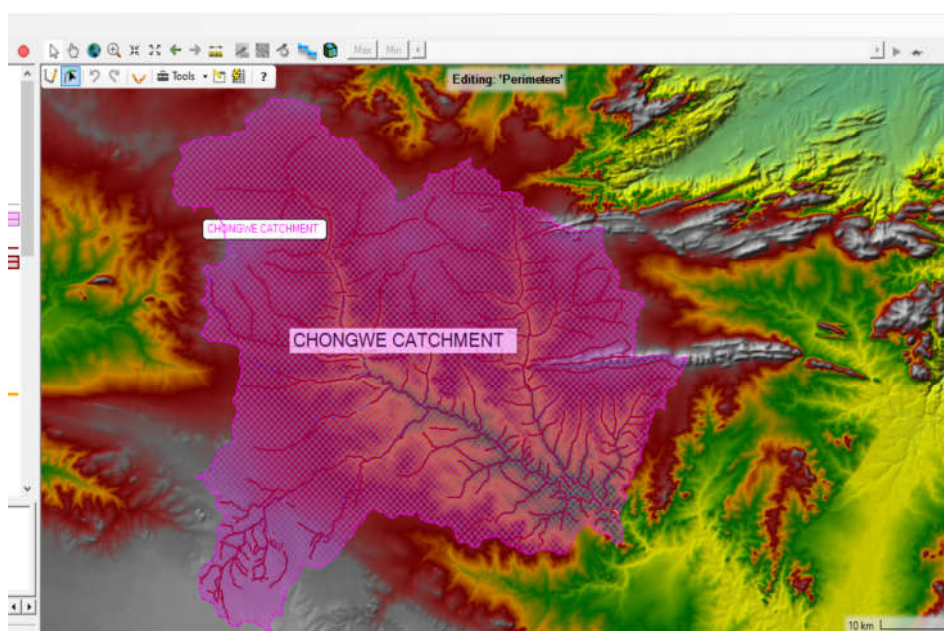 Max Min
Tools ?
Editing: 'Perimeters'
CHONGWE CATCHMENT
CHONGWE CATCHMENT
10 km